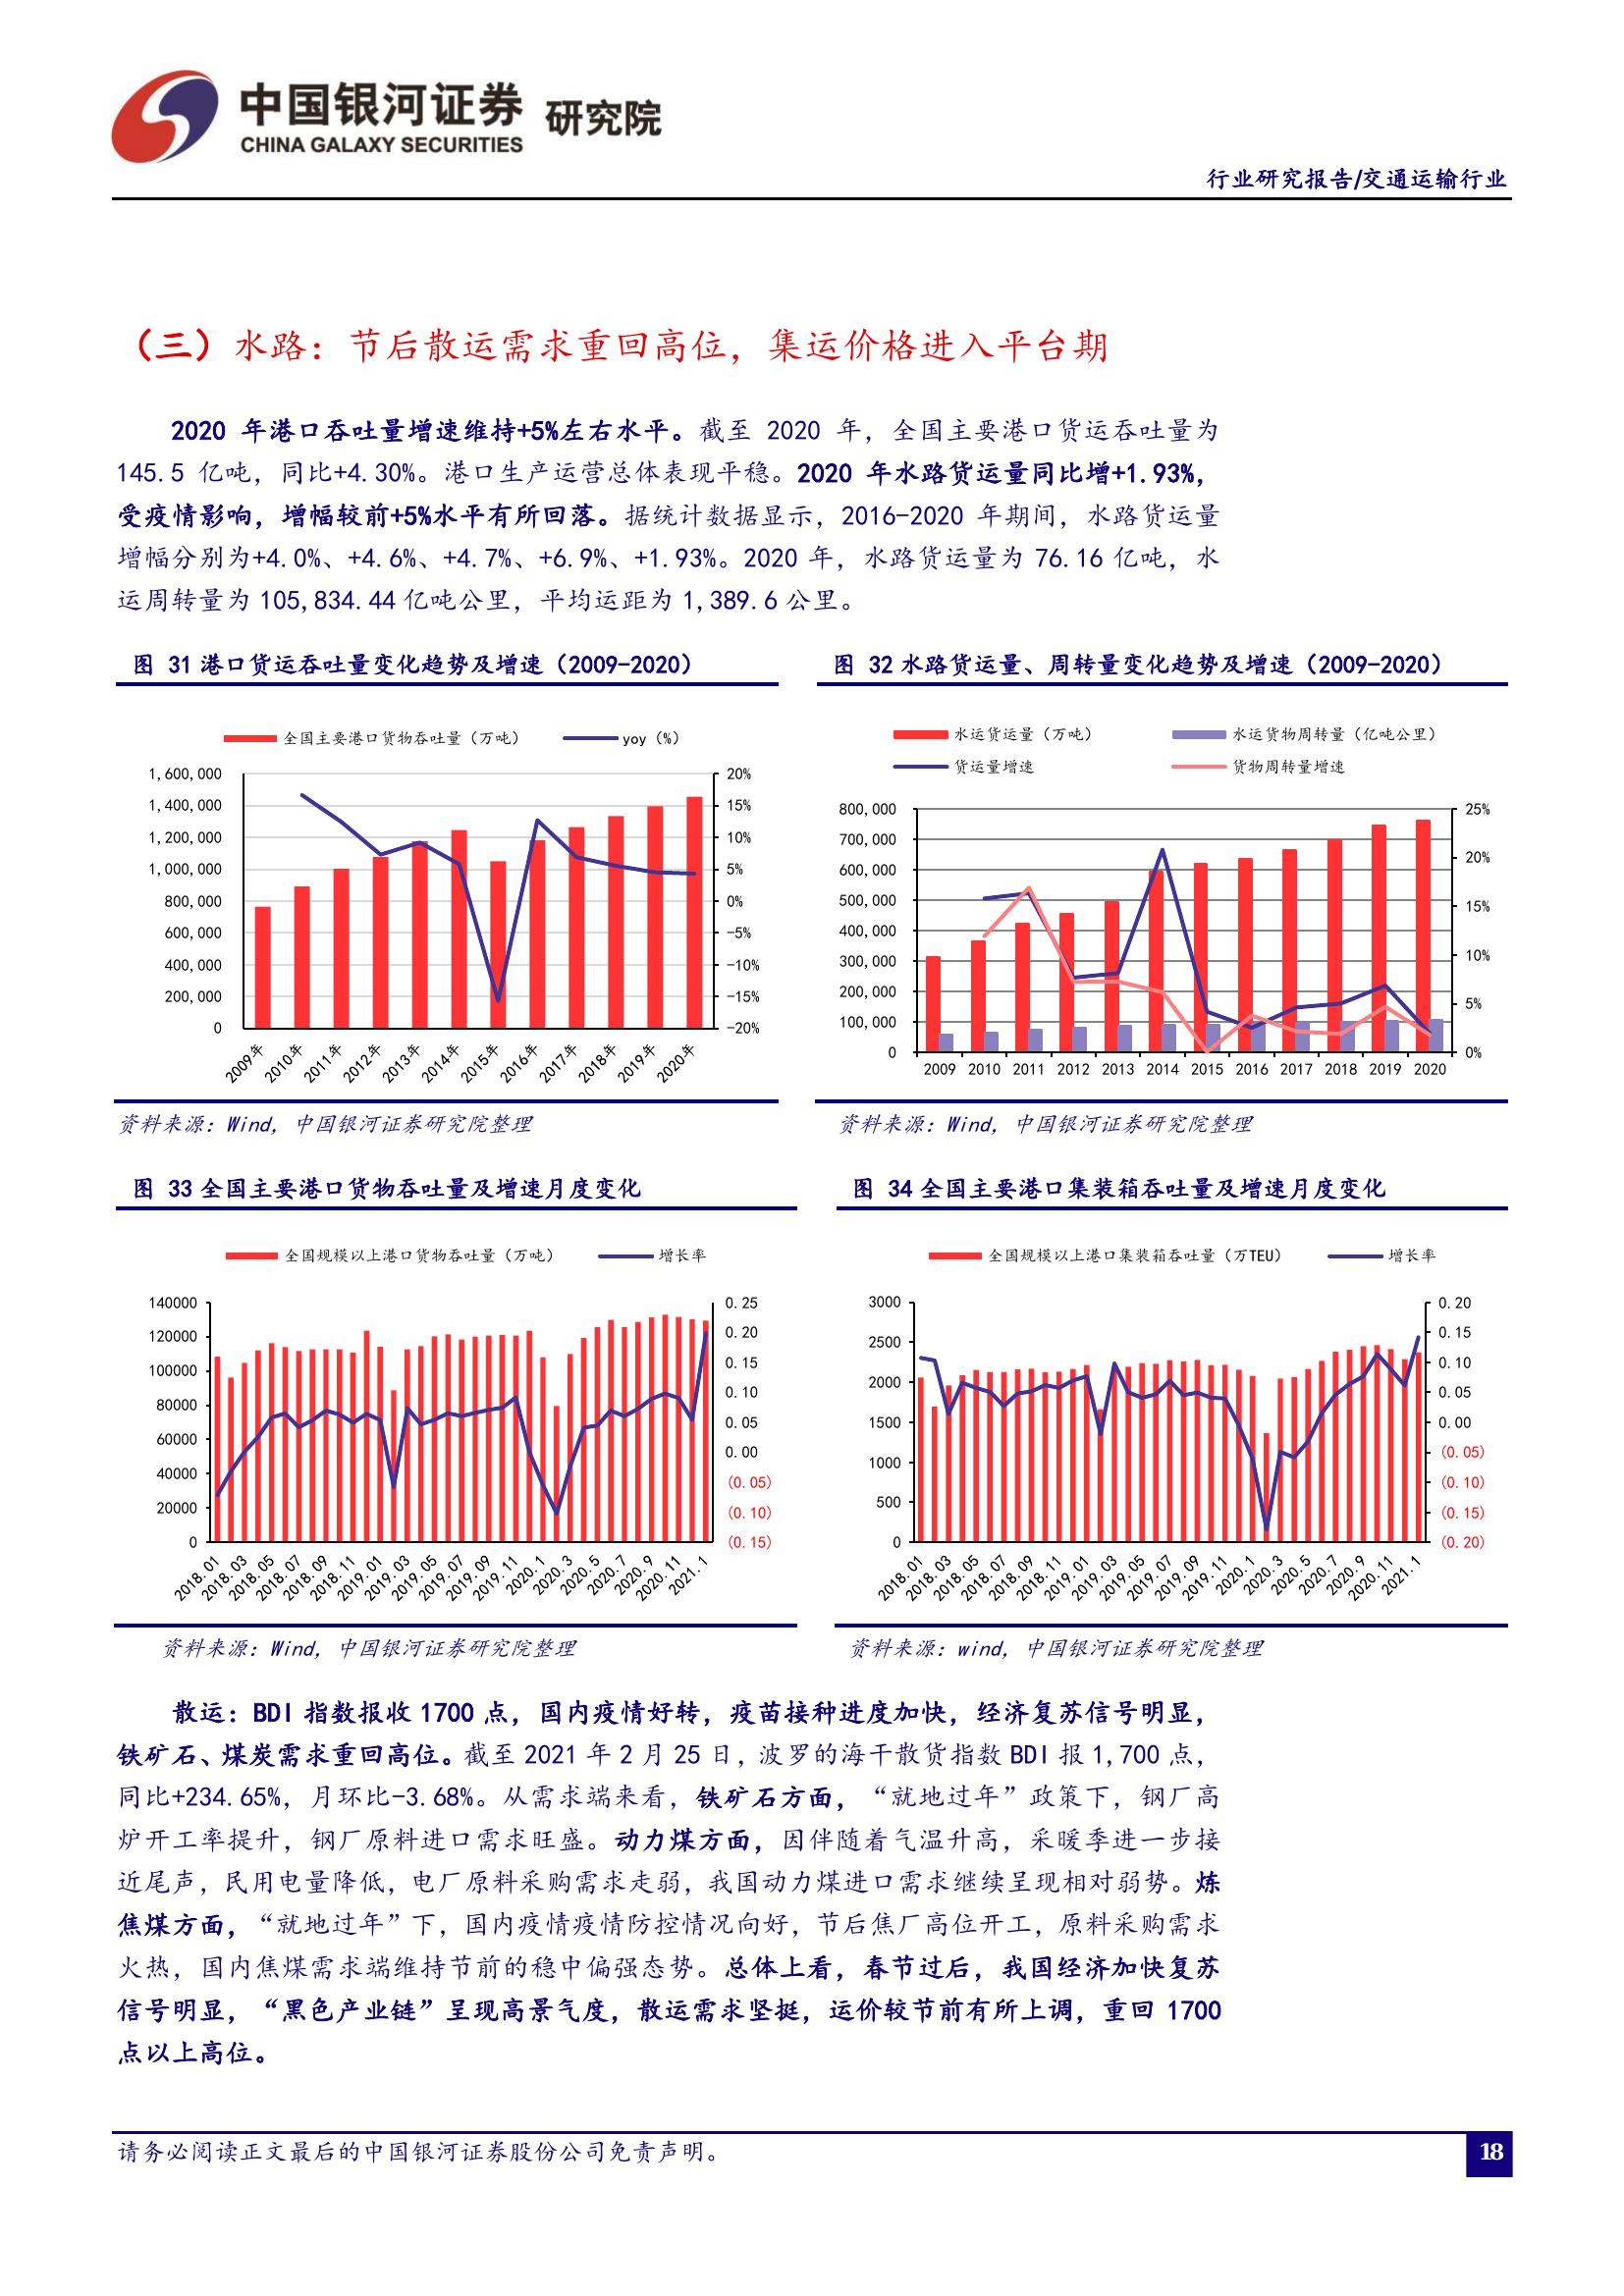 中国银河证券 研究院
CHINA GALAXY SECURITIES
行业研究报告/交通运输行业
（三）水路：节后散运需求重回高位，集运价格进入平台期
2020 年港口吞吐量增速维持+5%左右水平。截至 2020 年，全国主要港口货运吞吐量为
145.5 亿吨，同比+4.30%。港口生产运营总体表现平稳。2020 年水路货运量同比增+1.93%，
受疫情影响，增幅较前+5%水平有所回落。据统计数据显示，2016-2020 年期间，水路货运量
增幅分别为+4.0%、+4.6%、+4.7%、+6.9%、+1.93%。2020 年，水路货运量为 76.16 亿吨，水
运周转量为 105,834.44 亿吨公里，平均运距为 1,389.6 公里。
图 31 港口货运吞吐量变化趋势及增速（2009-2020）
全国主要港口货物吞吐量（万吨） yoy（%）
1,600,000 20%
1,400,000 15%
1,200,000 10%
1,000,000 5%
800,000 0%
600,000 -5%
400,000 -10%
200,000 -15%
0 -20%
2009年 2010年 2011年 2012年 2013年 2014年 2015年 2016年 2017年 2018年 2019年 2020年
资料来源：Wind, 中国银河证券研究院整理
图 32 水路货运量、周转量变化趋势及增速（2009-2020）
水运货运量（万吨） 水运货物周转量（亿吨公里）
货运量增速 货物周转量增速
800,000 25%
700,000
600,000 20%
500,000 15%
400,000
300,000 10%
200,000 5%
100,000
0 0%
2009 2010 2011 2012 2013 2014 2015 2016 2017 2018 2019 2020
资料来源：Wind, 中国银河证券研究院整理
图 33 全国主要港口货物吞吐量及增速月度变化
全国规模以上港口货物吞吐量（万吨） 增长率
140000 0.25
120000 0.20
100000 0.15
80000 0.10
60000 0.05
40000 0.00
20000 (0.05)
(0.10)
0 (0.15)
2018.01 2018.03 2018.05 2018.07 2018.09 2018.11 2019.01 2019.03 2019.05 2019.07 2019.09 2019.11 2020.1 2020.3 2020.5 2020.7 2020.9 2020.11 2021.1
资料来源：Wind, 中国银河证券研究院整理
图 34 全国主要港口集装箱吞吐量及增速月度变化
全国规模以上港口集装箱吞吐量（万TEU） 增长率
3000 0.20
2500 0.15
2000 0.10
1500 0.05
1000 0.00
500 (0.05)
(0.10)
(0.15)
0 (0.20)
2018.01 2018.03 2018.05 2018.07 2018.09 2018.11 2019.01 2019.03 2019.05 2019.07 2019.09 2019.11 2020.1 2020.3 2020.5 2020.7 2020.9 2020.11 2021.1
资料来源：wind, 中国银河证券研究院整理
散运：BDI 指数报收 1700 点，国内疫情好转，疫苗接种进度加快，经济复苏信号明显，
铁矿石、煤炭需求重回高位。截至 2021 年 2 月 25 日，波罗的海干散货指数 BDI 报 1,700 点，
同比+234.65%，月环比-3.68%。从需求端来看，铁矿石方面，“就地过年”政策下，钢厂高
炉开工率提升，钢厂原料进口需求旺盛。动力煤方面，因伴随着气温升高，采暖季进一步接
近尾声，民用电量降低，电厂原料采购需求走弱，我国动力煤进口需求继续呈现相对弱势。炼
焦煤方面，“就地过年”下，国内疫情疫情防控情况向好，节后焦厂高位开工，原料采购需求
火热，国内焦煤需求端维持节前的稳中偏强态势。总体上看，春节过后，我国经济加快复苏
信号明显，“黑色产业链”呈现高景气度，散运需求坚挺，运价较节前有所上调，重回 1700
点以上高位。
请务必阅读正文最后的中国银河证券股份公司免责声明。
18